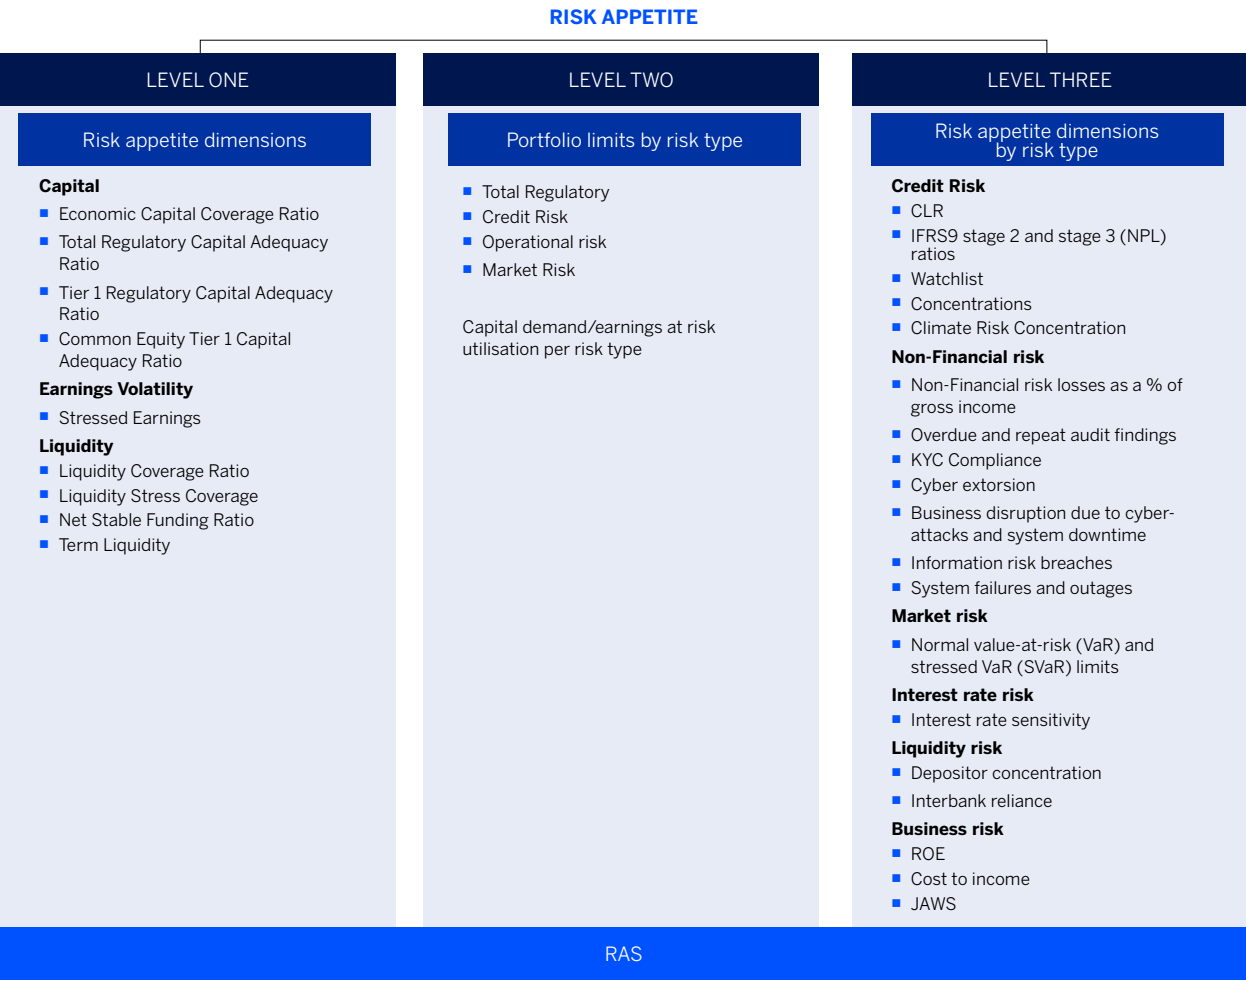 RISK APPETITE
LEVEL ONE
Risk appetite dimensions
Capital
Economic Capital Coverage Ratio
Total Regulatory Capital Adequacy
Ratio
Tier 1 Regulatory Capital Adequacy
Ratio
Common Equity Tier 1 Capital
Adequacy Ratio
Earnings Volatility
Stressed Earnings
Liquidity
Liquidity Coverage Ratio
Liquidity Stress Coverage
Net Stable Funding Ratio
Term Liquidity
LEVEL TWO
Portfolio limits by risk type
Total Regulatory
Credit Risk
Operational risk
Market Risk
Capital demand/earnings at risk
utilisation per risk type
LEVEL THREE
Risk appetite dimensions
by risk type
Credit Risk
CLR
IFRS9 stage 2 and stage 3 (NPL)
ratios
Watchlist
Concentrations
Climate Risk Concentration
Non-Financial risk
Non-Financial risk losses as a % of
gross income
Overdue and repeat audit findings
KYC Compliance
Cyber extorsion
Business disruption due to cyber-
attacks and system downtime
Information risk breaches
System failures and outages
Market risk
Normal value-at-risk (VaR) and
stressed VaR (SVaR) limits
Interest rate risk
Interest rate sensitivity
Liquidity risk
Depositor concentration
Interbank reliance
Business risk
ROE
Cost to income
JAWS
RAS